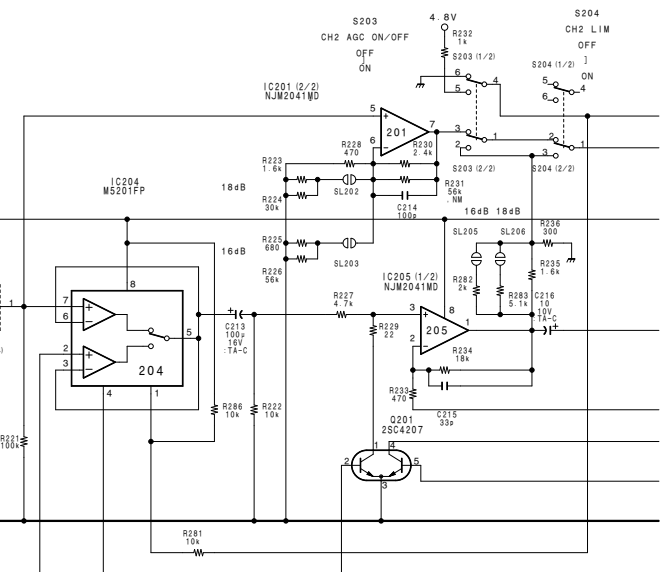 S203
CH2 AGC ON/OFF
OFF
]
ON
4.8V
R232
1k
S203 (1/2)
6
5
4
S204
CH2 LIM
OFF
]
ON
S204 (1/2)
5
6
4
IC201 (2/2)
NJM2041MD
5
6
7
201
3
2
1
S203 (2/2)
2
3
1
S204 (2/2)
R228
470
R230
2.4k
R223
1.6k
R224
30k
SL202
R231
56k
.NM
C214
100p
IC204
M5201FP
18dB
16dB
R225
680
R226
56k
SL203
16dB 18dB
SL205
SL206
R236
300
R235
1.6k
R282
2k
R283
5.1k
C216
10
10V
:TA-C
+
IC205 (1/2)
NJM2041MD
3
2
8
1
205
R227
4.7k
R229
22
R234
18k
R233
470
C215
33p
1
7
6
2
3
8
5
4
1
204
+
C213
100μ
16V
:TA-C
R286
10k
R222
10k
R221
100k
Q201
2SC4207
1
4
2
5
3
R281
10k